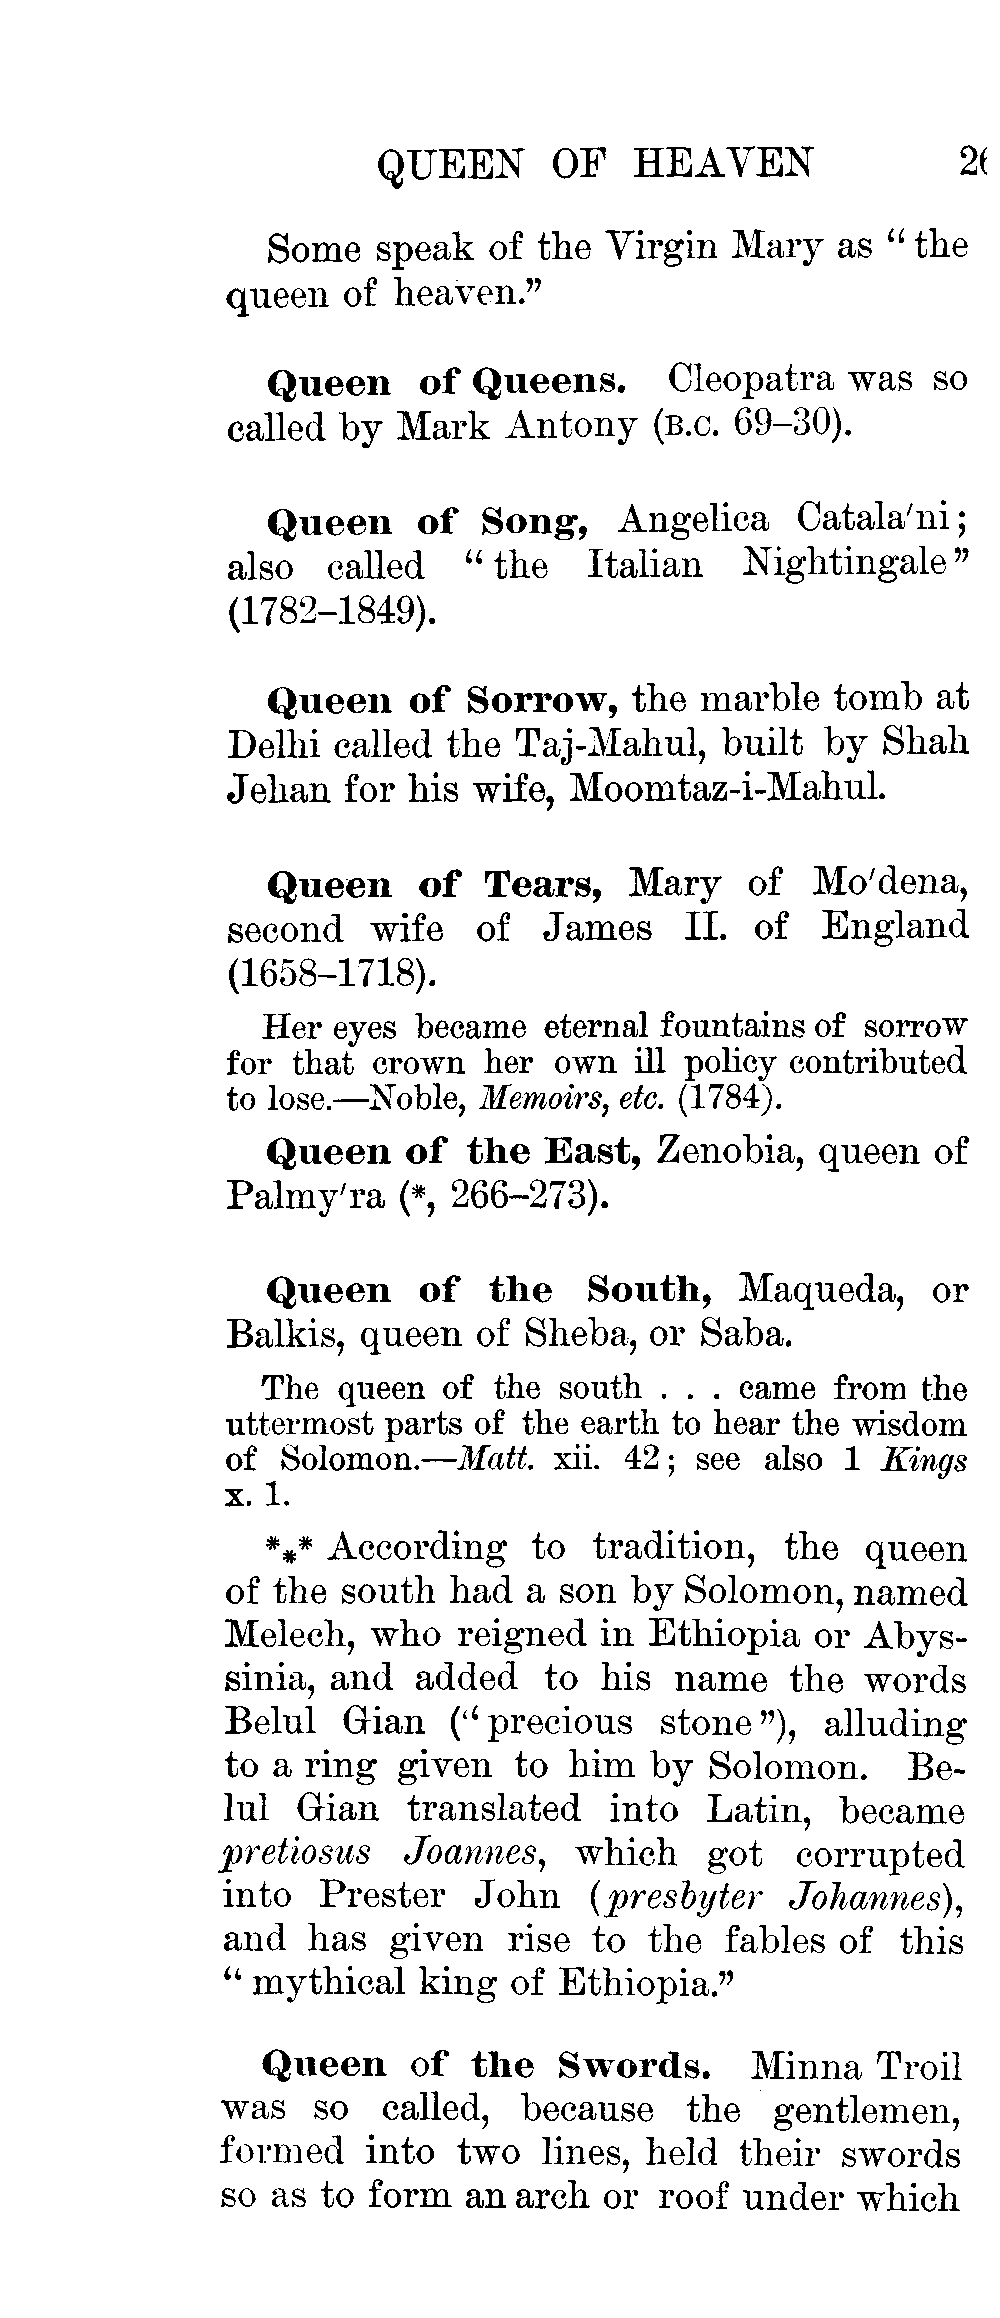 QUEEN OF HEAVEN 26
Some speak of the Virgin Mary as “the
queen of heaven.”
Queen of Queens. Cleopatra was so
called by Mark Antony (B.C. 69–30).
Queen of Song, Angelica Catala′ni;
also called “the Italian Nightingale”
(1782–1849).
Queen of Sorrow, the marble tomb at
Delhi called the Taj-Mahul, built by Shah
Jehan for his wife, Moomtaz-i-Mahul.
Queen of Tears, Mary of Mo′dena,
second wife of James II. of England
(1658–1718).
Her eyes became eternal fountains of sorrow
for that crown her own ill policy contributed
to lose.—Noble, Memoirs, etc. (1784).
Queen of the East, Zenobia, queen of
Palmy′ra (*, 266–273).
Queen of the South, Maqueda, or
Balkis, queen of Sheba, or Saba.
The queen of the south . . . came from the
uttermost parts of the earth to hear the wisdom
of Solomon.—Matt. xii. 42; see also 1 Kings
x. 1.
*** According to tradition, the queen
of the south had a son by Solomon, named
Melech, who reigned in Ethiopia or Abys-
sinia, and added to his name the words
Belul Gian (“precious stone”), alluding
to a ring given to him by Solomon. Be-
lul Gian translated into Latin, became
pretiosus Joannes, which got corrupted
into Prester John (presbyter Johannes),
and has given rise to the fables of this
“mythical king of Ethiopia.”
Queen of the Swords. Minna Troil
was so called, because the gentlemen,
formed into two lines, held their swords
so as to form an arch or roof under which